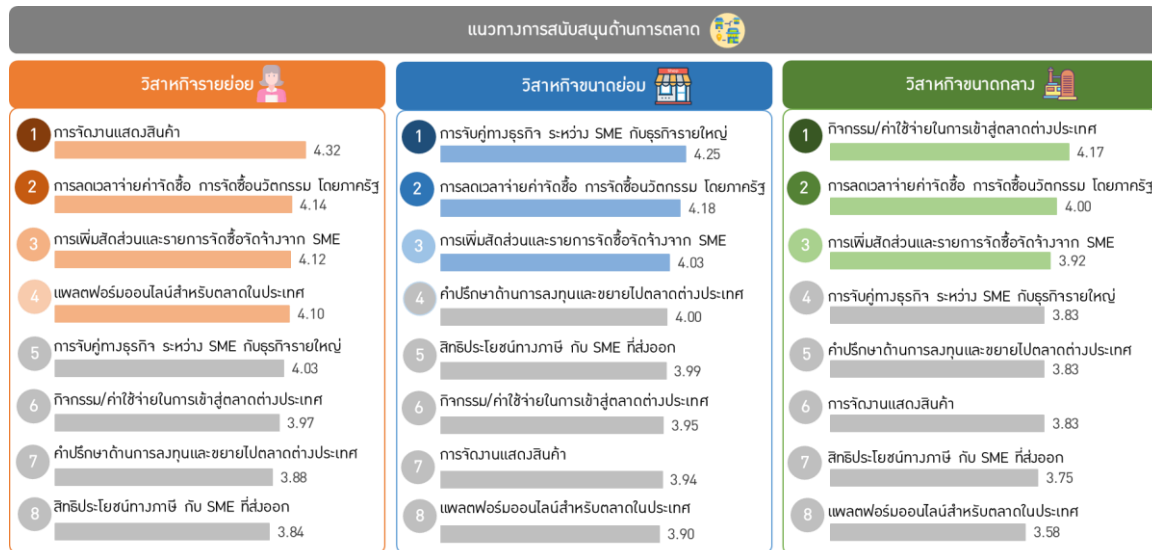 แนวทางการสนับสนุนด้านการตลาด
วิสาหกิจรายย่อย
1 การจัดงานแสดงสินค้า
4.32
2 การลดเวลาจ่ายค่าจัดซื้อ การจัดซื้อนวัตกรรม โดยภาครัฐ
4.14
3 การเพิ่มสัดส่วนและรายการจัดซื้อจัดจ้างจาก SME
4.12
4 แพลตฟอร์มออนไลน์สำหรับตลาดในประเทศ
4.10
5 การจับคู่ทางธุรกิจ ระหว่าง SME กับธุรกิจรายใหญ่
4.03
6 กิจกรรม/ค่าใช้จ่ายในการเข้าสู่ตลาดต่างประเทศ
3.97
7 คำปรึกษาด้านการลงทุนและขยายไปตลาดต่างประเทศ
3.88
8 สิทธิประโยชน์ทางภาษี กับ SME ที่ส่งออก
3.84
วิสาหกิจขนาดย่อม
1 การจับคู่ทางธุรกิจ ระหว่าง SME กับธุรกิจรายใหญ่
4.25
2 การลดเวลาจ่ายค่าจัดซื้อ การจัดซื้อนวัตกรรม โดยภาครัฐ
4.18
3 การเพิ่มสัดส่วนและรายการจัดซื้อจัดจ้างจาก SME
4.03
4 คำปรึกษาด้านการลงทุนและขยายไปตลาดต่างประเทศ
4.00
5 สิทธิประโยชน์ทางภาษี กับ SME ที่ส่งออก
3.99
6 กิจกรรม/ค่าใช้จ่ายในการเข้าสู่ตลาดต่างประเทศ
3.95
7 การจัดงานแสดงสินค้า
3.94
8 แพลตฟอร์มออนไลน์สำหรับตลาดในประเทศ
3.90
วิสาหกิจขนาดกลาง
1 กิจกรรม/ค่าใช้จ่ายในการเข้าสู่ตลาดต่างประเทศ
4.17
2 การลดเวลาจ่ายค่าจัดซื้อ การจัดซื้อนวัตกรรม โดยภาครัฐ
4.00
3 การเพิ่มสัดส่วนและรายการจัดซื้อจัดจ้างจาก SME
3.92
4 การจับคู่ทางธุรกิจ ระหว่าง SME กับธุรกิจรายใหญ่
3.83
5 คำปรึกษาด้านการลงทุนและขยายไปตลาดต่างประเทศ
3.83
6 การจัดงานแสดงสินค้า
3.83
7 สิทธิประโยชน์ทางภาษี กับ SME ที่ส่งออก
3.75
8 แพลตฟอร์มออนไลน์สำหรับตลาดในประเทศ
3.58